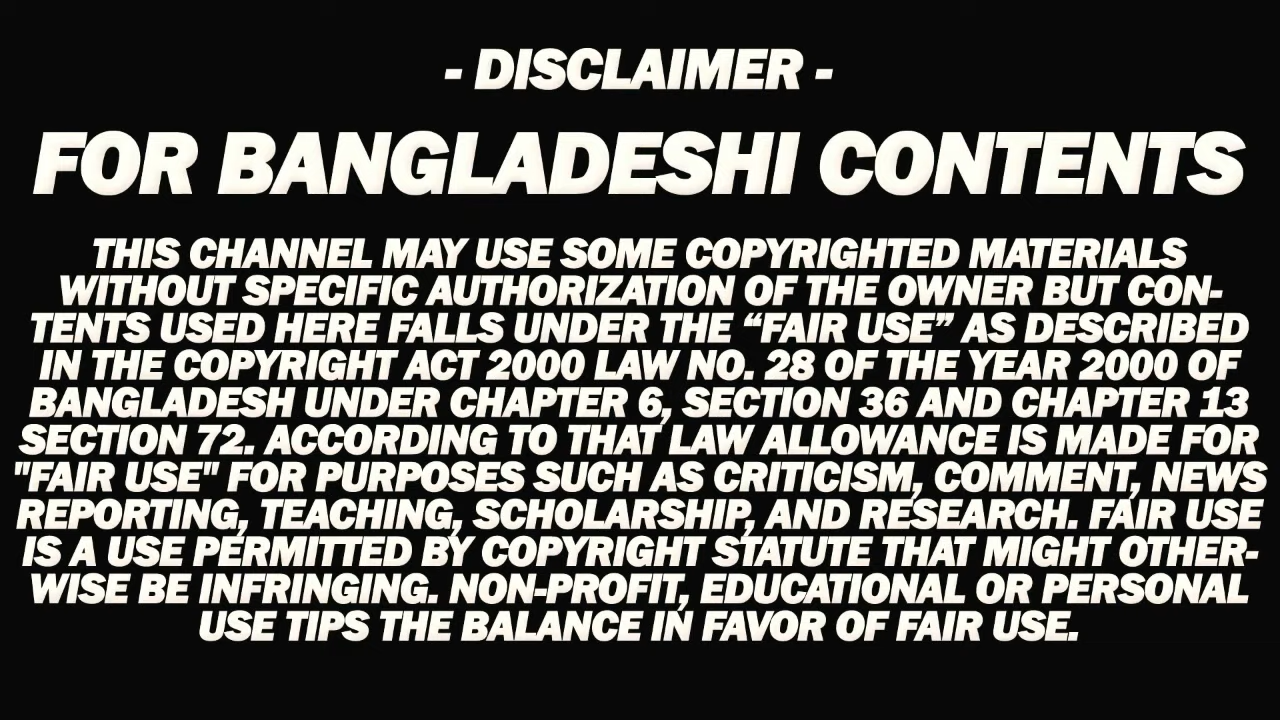 - DISCLAIMER -
FOR BANGLADESHI CONTENTS
THIS CHANNEL MAY USE SOME COPYRIGHTED MATERIALS
WITHOUT SPECIFIC AUTHORIZATION OF THE OWNER BUT CON-
TENTS USED HERE FALLS UNDER THE “FAIR USE” AS DESCRIBED
IN THE COPYRIGHT ACT 2000 LAW NO. 28 OF THE YEAR 2000 OF
BANGLADESH UNDER CHAPTER 6, SECTION 36 AND CHAPTER 13
SECTION 72. ACCORDING TO THAT LAW ALLOWANCE IS MADE FOR
"FAIR USE" FOR PURPOSES SUCH AS CRITICISM, COMMENT, NEWS
REPORTING, TEACHING, SCHOLARSHIP, AND RESEARCH. FAIR USE
IS A USE PERMITTED BY COPYRIGHT STATUTE THAT MIGHT OTHER-
WISE BE INFRINGING. NON-PROFIT, EDUCATIONAL OR PERSONAL
USE TIPS THE BALANCE IN FAVOR OF FAIR USE.